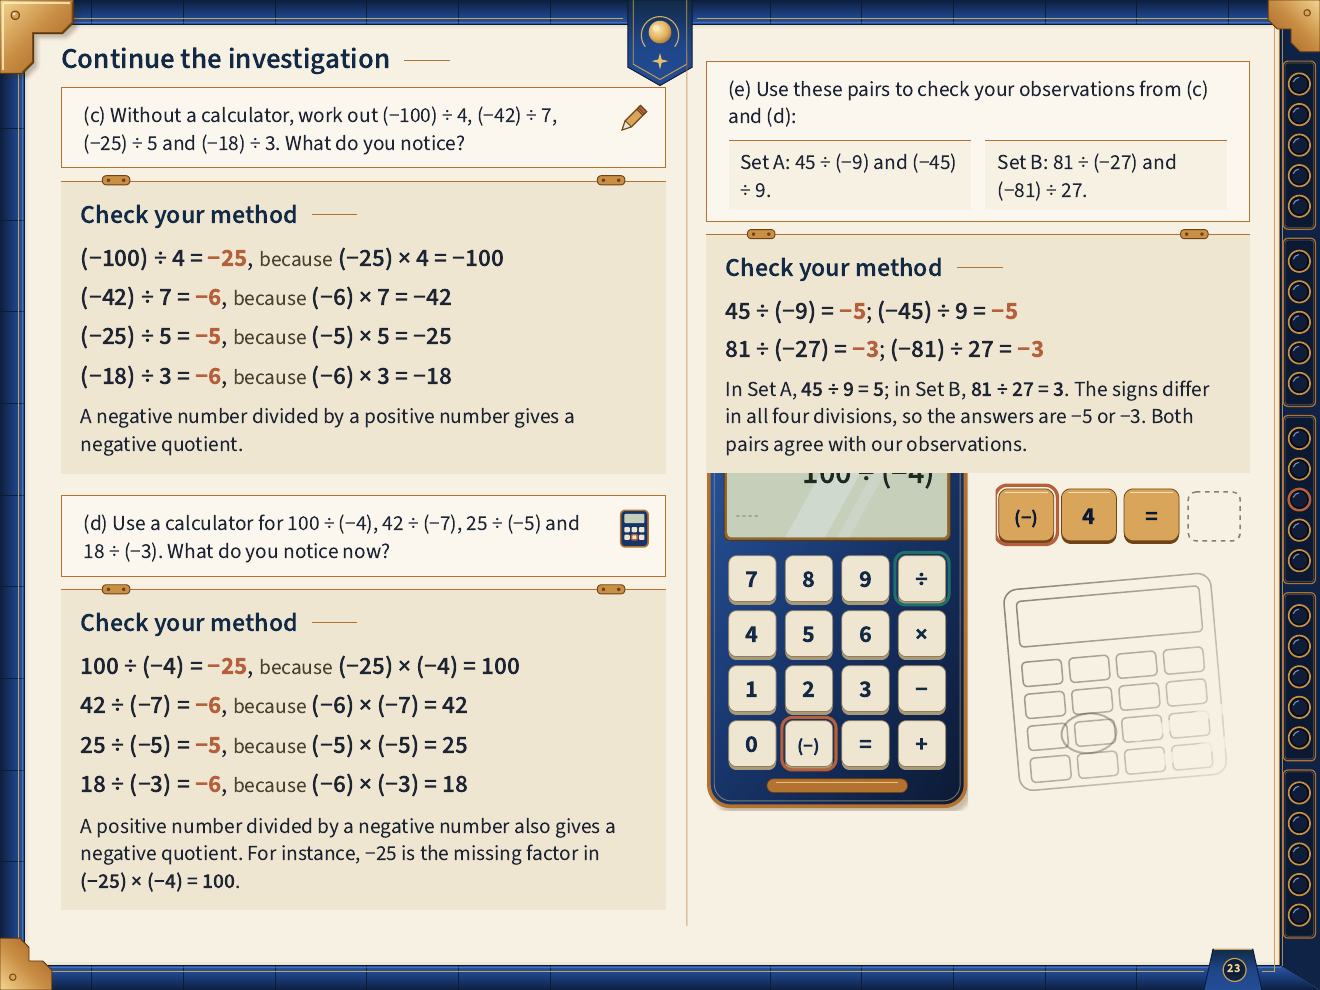 Continue the investigation
(c) Without a calculator, work out (−100) ÷ 4, (−42) ÷ 7,
(−25) ÷ 5 and (−18) ÷ 3. What do you notice?
Check your method
(−100) ÷ 4 = −25, because (−25) × 4 = −100
(−42) ÷ 7 = −6, because (−6) × 7 = −42
(−25) ÷ 5 = −5, because (−5) × 5 = −25
(−18) ÷ 3 = −6, because (−6) × 3 = −18
A negative number divided by a positive number gives a
negative quotient.
(d) Use a calculator for 100 ÷ (−4), 42 ÷ (−7), 25 ÷ (−5) and
18 ÷ (−3). What do you notice now?
Check your method
100 ÷ (−4) = −25, because (−25) × (−4) = 100
42 ÷ (−7) = −6, because (−6) × (−7) = 42
25 ÷ (−5) = −5, because (−5) × (−5) = 25
18 ÷ (−3) = −6, because (−6) × (−3) = 18
A positive number divided by a negative number also gives a
negative quotient. For instance, −25 is the missing factor in
(−25) × (−4) = 100.
(e) Use these pairs to check your observations from (c)
and (d):
Set A: 45 ÷ (−9) and (−45)
÷ 9.
Set B: 81 ÷ (−27) and
(−81) ÷ 27.
Check your method
45 ÷ (−9) = −5; (−45) ÷ 9 = −5
81 ÷ (−27) = −3; (−81) ÷ 27 = −3
In Set A, 45 ÷ 9 = 5; in Set B, 81 ÷ 27 = 3. The signs differ
in all four divisions, so the answers are −5 or −3. Both
pairs agree with our observations.
100 ÷ (−4)
(−) 4 =
7 8 9 ÷
4 5 6 ×
1 2 3 −
0 (−) = +
23